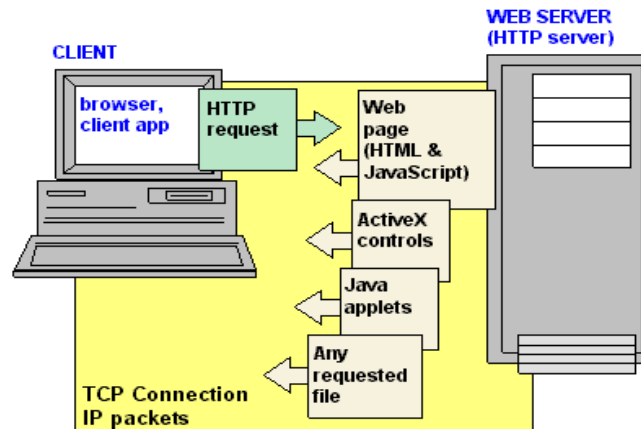 WEB SERVER
(HTTP server)
CLIENT
browser,
client app
HTTP
request
Web
page
(HTML &
JavaScript)
ActiveX
controls
Java
applets
Any
requested
file
TCP Connection
IP packets